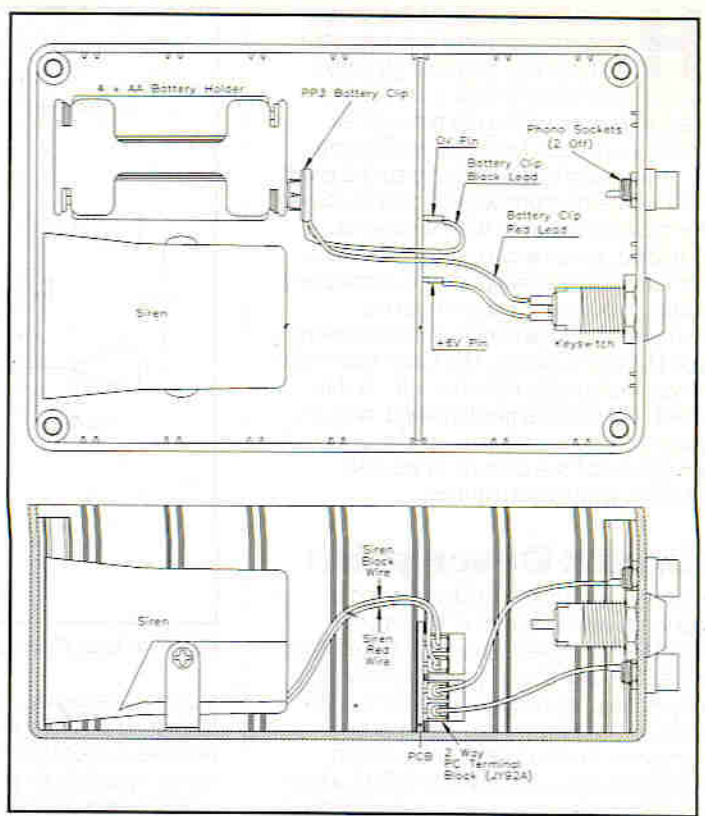 4 x AA Battery Holder
PP3 Battery Clip
0v Pin
Phono Sockets
(2 Off)
Battery Clip
Black Lead
Battery Clip
Red Lead
Siren
+6V Pin
Keyswitch
Siren
Black
Wire
Siren
Siren
Red
Wire
PCB
2 Way
PC Terminal
Block (JY92A)